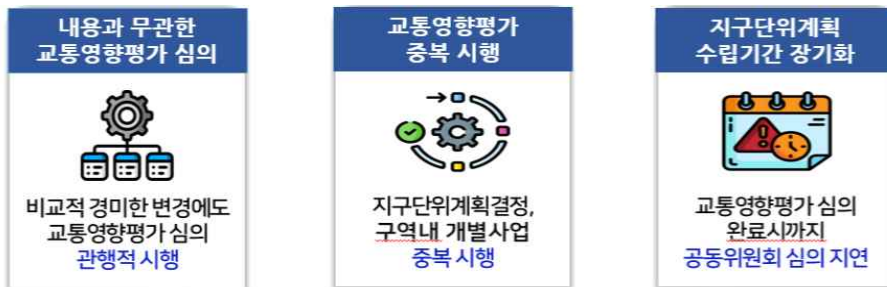 내용과 무관한
교통영향평가 심의
비교적 경미한 변경에도
교통영향평가 심의
관행적 시행
교통영향평가
중복 시행
지구단위계획결정,
구역내 개별사업
중복 시행
지구단위계획
수립기간 장기화
교통영향평가 심의
완료시까지
공동위원회 심의 지연